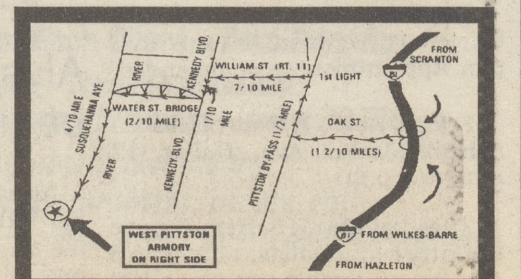 FROM
SCRANTON
81
KENNEDY BLVD.
RIVER
WILLIAM ST (RT. 11)
7/10 MILE
1st LIGHT
4/10 MILE
SUSQUEHANNA AVE
WATER ST. BRIDGE
(2/10 MILE)
1/10
MILE
RIVER
KENNEDY BLVD.
PITTSTON BY-PASS (1/2 MILE)
OAK ST.
(1 2/10 MILES)
WEST PITTSTON
ARMORY
ON RIGHT SIDE
81
FROM WILKES-BARRE
FROM HAZLETON